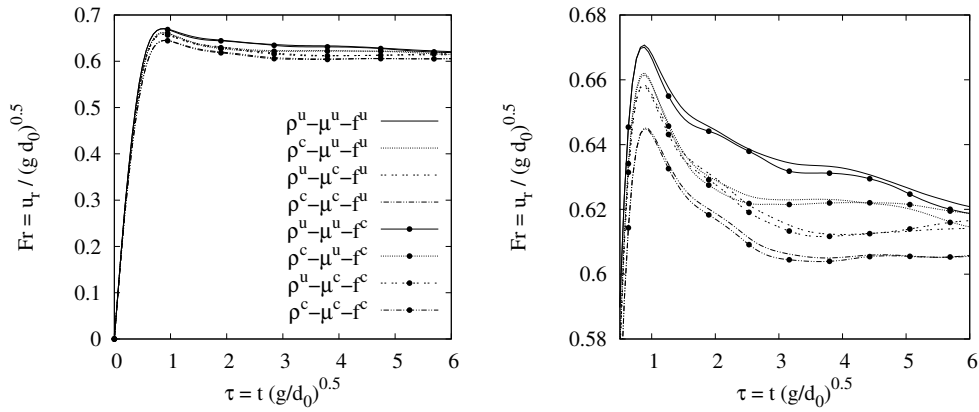 0.7
0.6
0.5
0.4
0.3
0.2
0.1
0
Fr = u_r / (g d_0)^0.5
ρ^u−μ^u−f^u
ρ^c−μ^u−f^u
ρ^u−μ^c−f^u
ρ^c−μ^c−f^u
ρ^u−μ^u−f^c
ρ^c−μ^u−f^c
ρ^u−μ^c−f^c
ρ^c−μ^c−f^c
0 1 2 3 4 5 6
τ = t (g/d_0)^0.5
0.68
0.66
0.64
0.62
0.6
0.58
Fr = u_r / (g d_0)^0.5
1 2 3 4 5 6
τ = t (g/d_0)^0.5